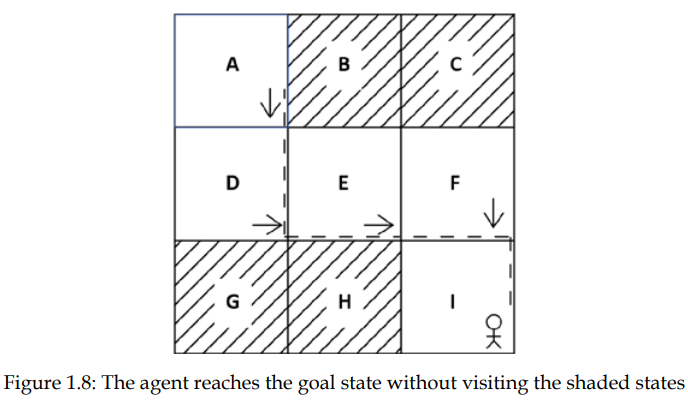 A B C
D E F
G H I
Figure 1.8: The agent reaches the goal state without visiting the shaded states